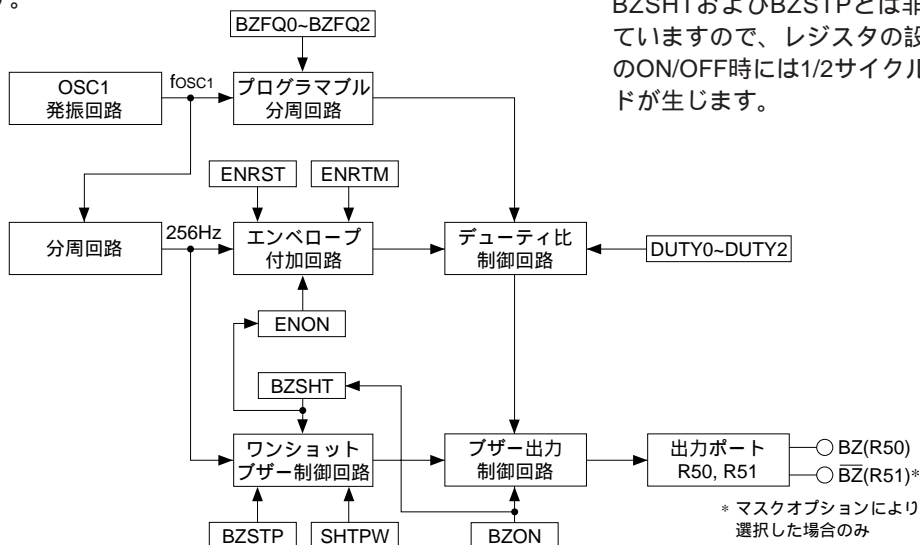 す。
BZSHTおよびBZSTPとは非
ていますので、レジスタの設
のON/OFF時には1/2サイクル
ドが生じます。
BZFQ0~BZFQ2
OSC1
発振回路
fOSC1
プログラマブル
分周回路
ENRST
ENRTM
分周回路
256Hz
エンベロープ
付加回路
デューティ比
制御回路
DUTY0~DUTY2
ENON
BZSHT
ワンショット
ブザー制御回路
ブザー出力
制御回路
出力ポート
R50, R51
BZ(R50)
BZ(R51)*
* マスクオプションにより
選択した場合のみ
BZSTP
SHTPW
BZON